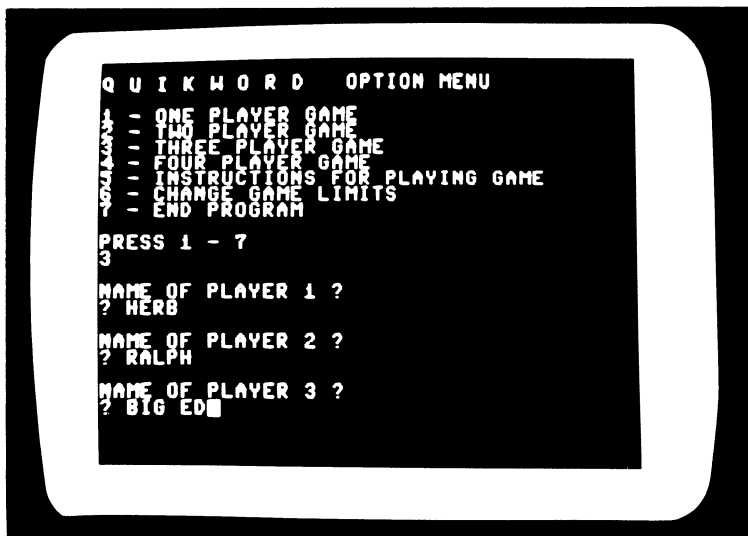 Q U I K W O R D   OPTION MENU
1 - ONE PLAYER GAME
2 - TWO PLAYER GAME
3 - THREE PLAYER GAME
4 - FOUR PLAYER GAME
5 - INSTRUCTIONS FOR PLAYING GAME
6 - CHANGE GAME LIMITS
7 - END PROGRAM
PRESS 1 - 7
3
NAME OF PLAYER 1 ?
? HERB
NAME OF PLAYER 2 ?
? RALPH
NAME OF PLAYER 3 ?
? BIG ED